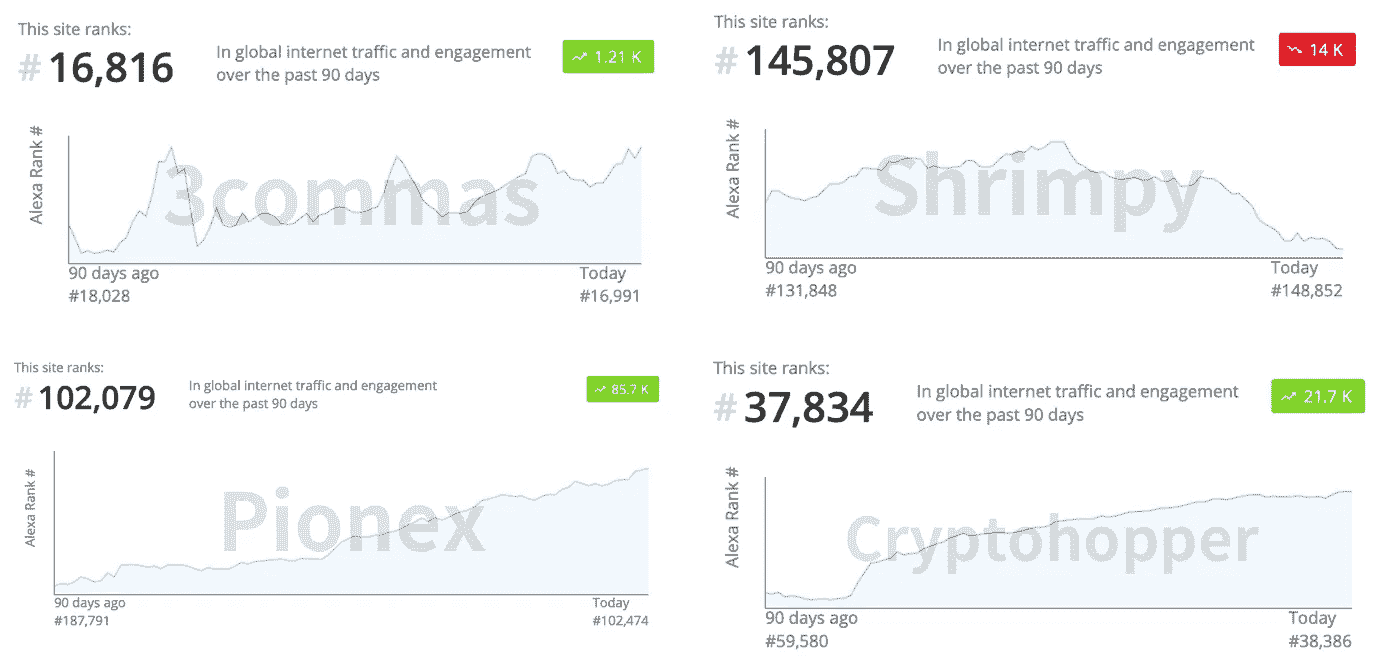 This site ranks:
# 16,816
In global internet traffic and engagement
over the past 90 days
1.21 K
Alexa Rank #
3commas
90 days ago
#18,028
Today
#16,991
This site ranks:
# 145,807
In global internet traffic and engagement
over the past 90 days
14 K
Alexa Rank #
Shrimpy
90 days ago
#131,848
Today
#148,852
This site ranks:
# 102,079
In global internet traffic and engagement
over the past 90 days
85.7 K
Alexa Rank #
Pionex
90 days ago
#187,791
Today
#102,474
This site ranks:
# 37,834
In global internet traffic and engagement
over the past 90 days
21.7 K
Alexa Rank #
Cryptohopper
90 days ago
#59,580
Today
#38,386